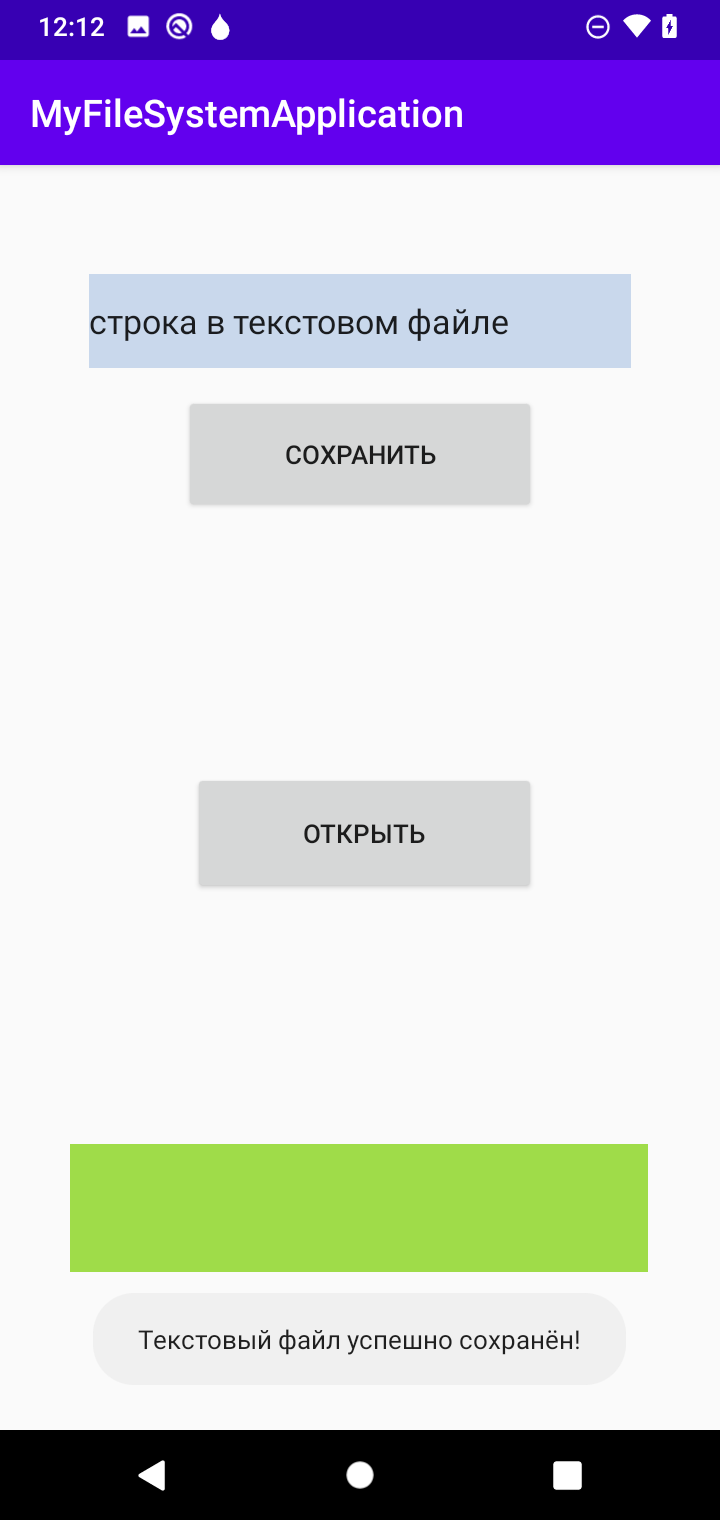 12:12
MyFileSystemApplication
строка в текстовом файле
СОХРАНИТЬ
ОТКРЫТЬ
Текстовый файл успешно сохранён!